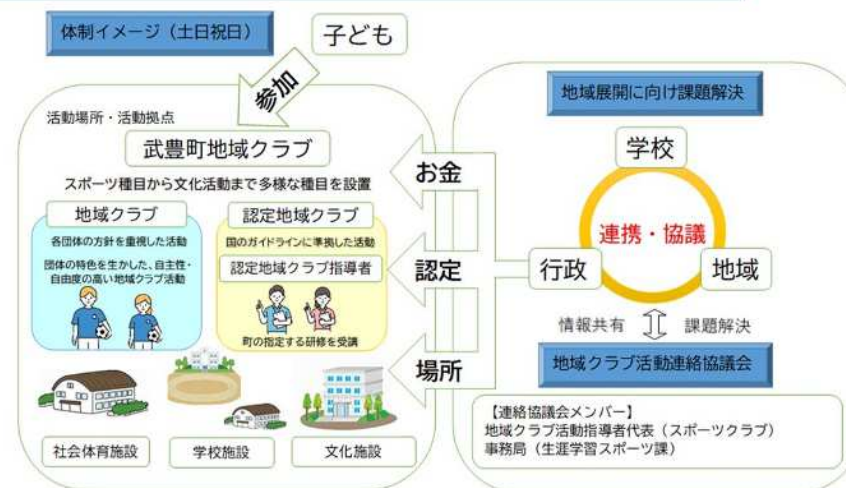 体制イメージ（土日祝日）
子ども
参加
活動場所・活動拠点
武豊町地域クラブ
スポーツ種目から文化活動まで多様な種目を設置
地域クラブ
各団体の方針を重視した活動
団体の特色を生かした、自主性・
自由度の高い地域クラブ活動
認定地域クラブ
国のガイドラインに準拠した活動
認定地域クラブ指導者
町の指定する研修を受講
社会体育施設
学校施設
文化施設
お金
認定
場所
地域展開に向け課題解決
学校
連携・協議
行政
地域
情報共有
課題解決
地域クラブ活動連絡協議会
【連絡協議会メンバー】
地域クラブ活動指導者代表（スポーツクラブ）
事務局（生涯学習スポーツ課）